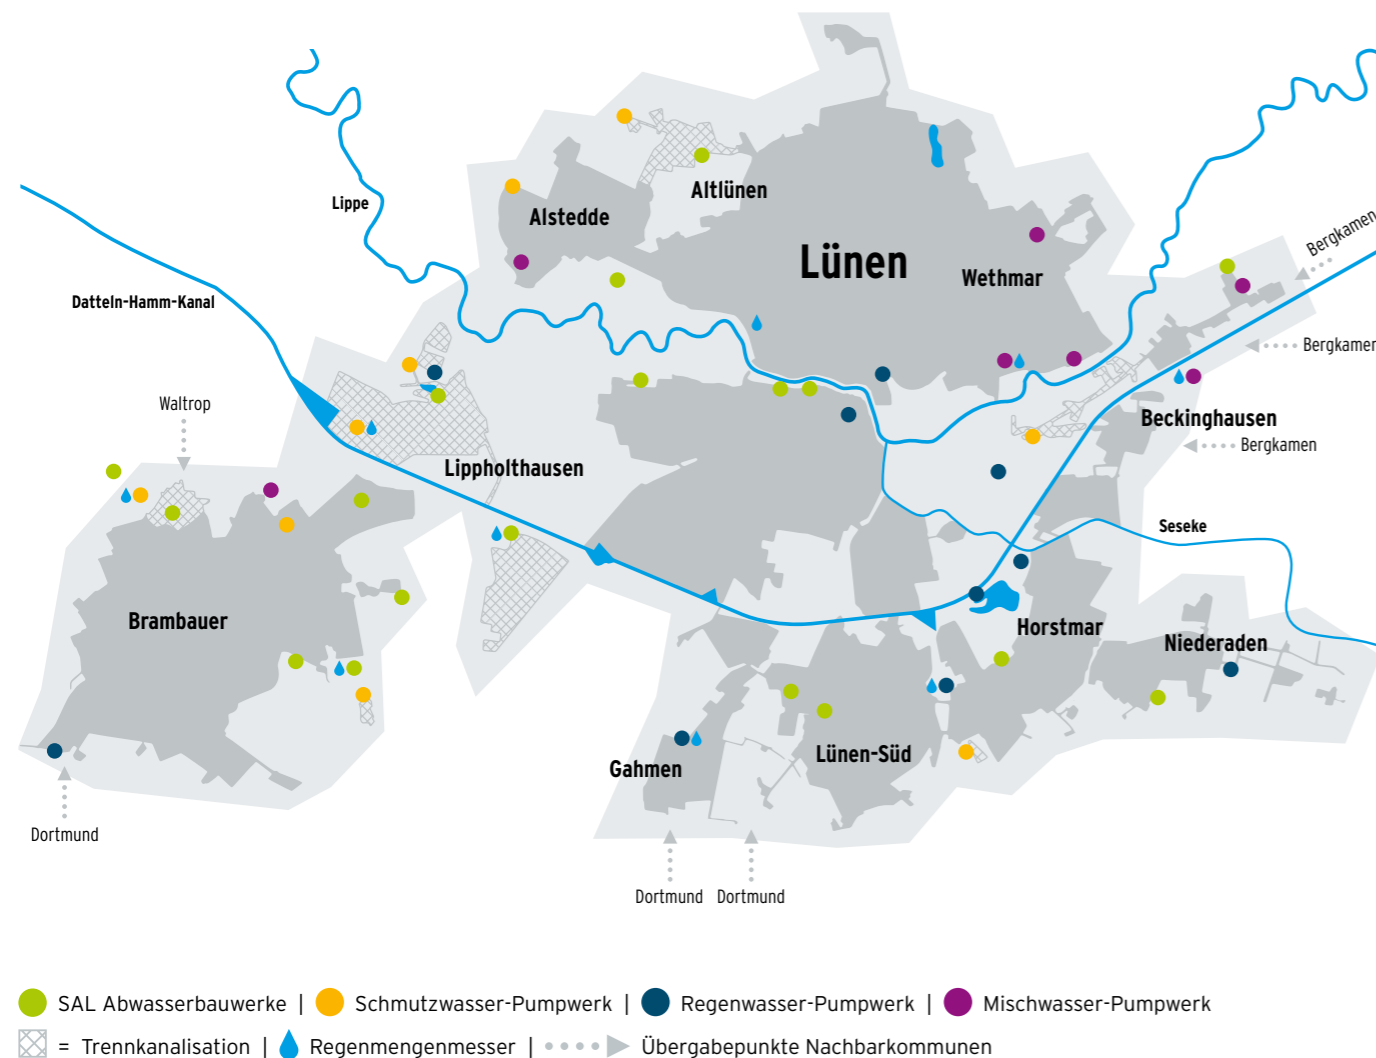 Altlünen
Lippe
Alstedde
Bergkamen
Lünen
Wethmar
Datteln-Hamm-Kanal
Bergkamen
Waltrop
Beckinghausen
Bergkamen
Lippholthausen
Seseke
Brambauer
Horstmar
Niederaden
Lünen-Süd
Gahmen
Dortmund
Dortmund Dortmund
SAL Abwasserbauwerke | Schmutzwasser-Pumpwerk | Regenwasser-Pumpwerk | Mischwasser-Pumpwerk
= Trennkanalisation | Regenmengenmesser | Übergabepunkte Nachbarkommunen